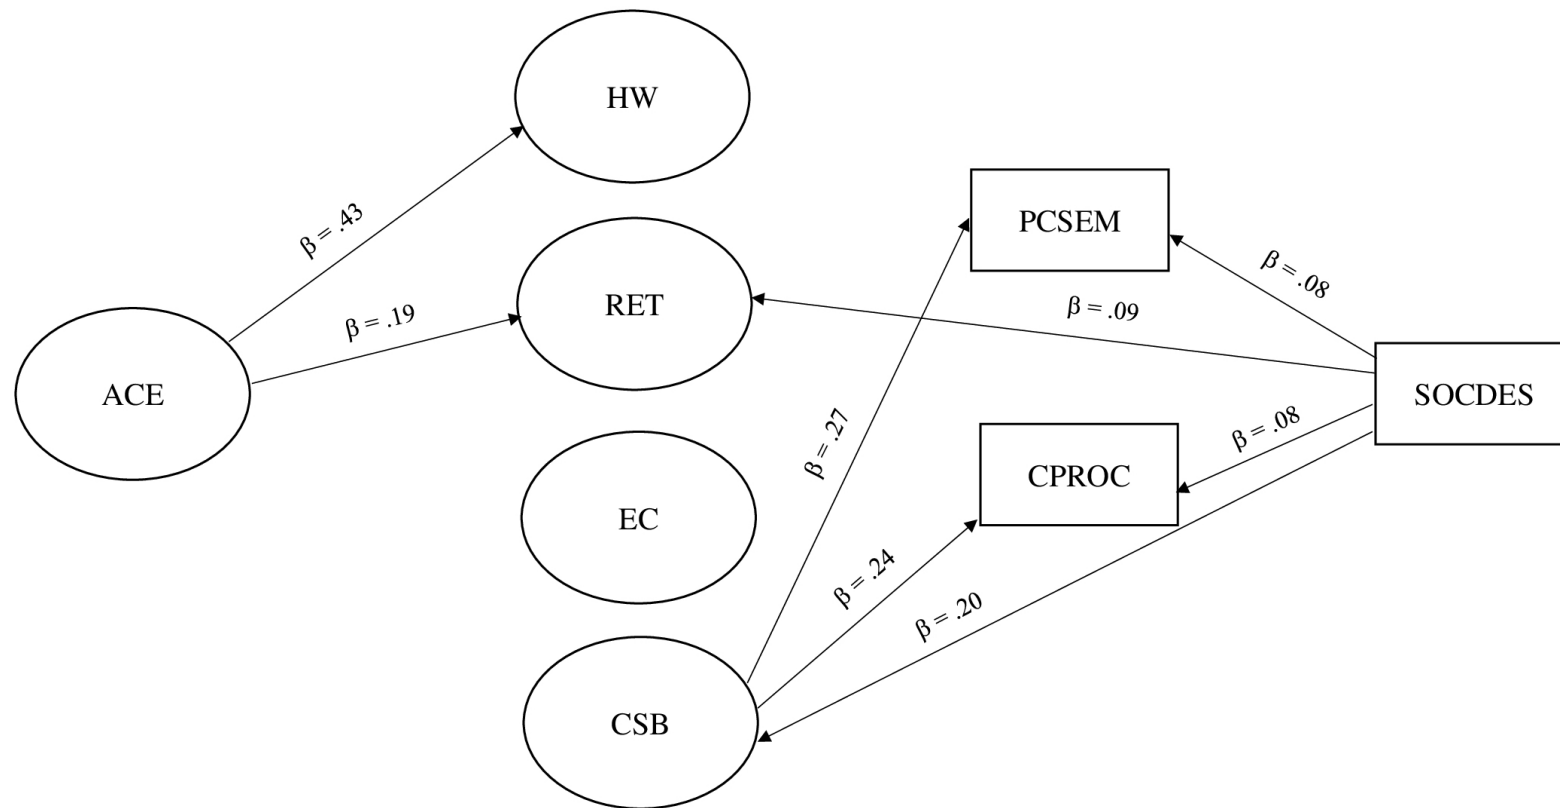 HW
β = .43
PCSEM
β = .08
RET
β = .09
β = .19
ACE
SOCDES
β = .27
β = .08
CPROC
EC
β = .24
β = .20
CSB